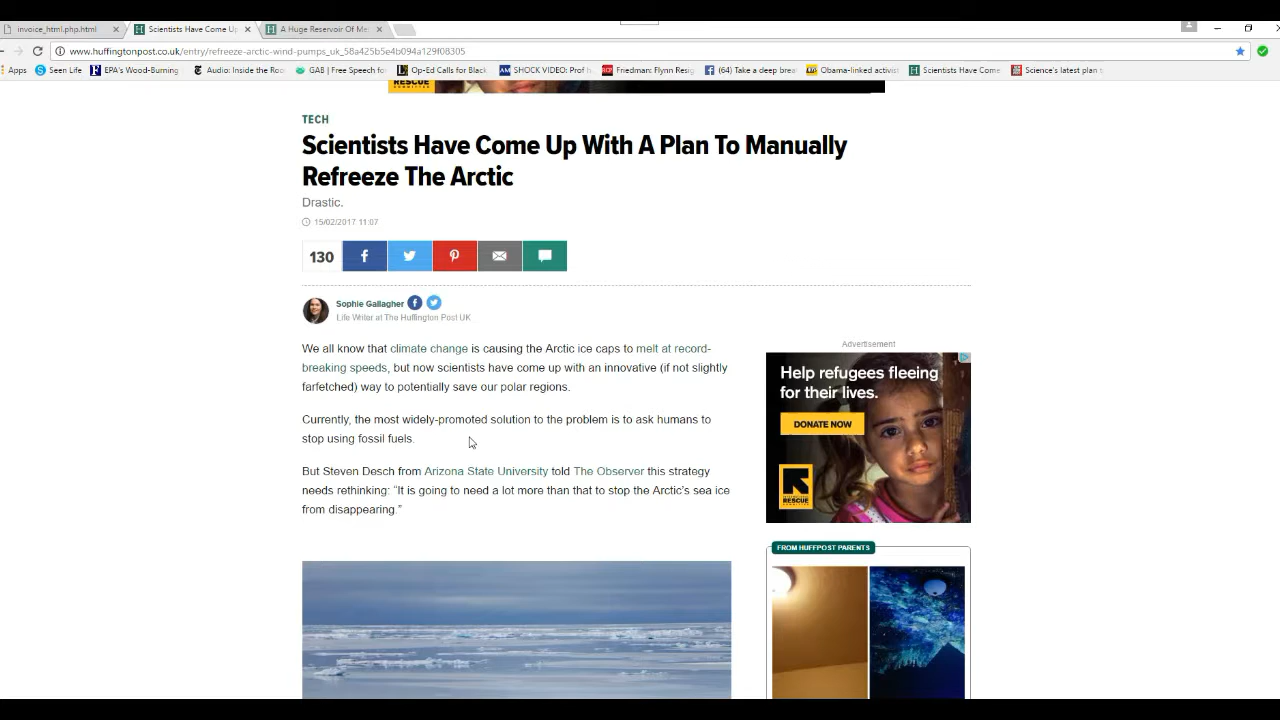 invoice_html.php.html
Scientists Have Come Up
A Huge Reservoir Of Me
www.huffingtonpost.co.uk/entry/refreeze-arctic-wind-pumps_uk_58a425b5e4b094a129f08305
Apps Seen Life EPA's Wood-Burning Audio: Inside the Roo GAB | Free Speech fo Op-Ed Calls for Black SHOCK VIDEO: Prof h Friedman: Flynn Resig (64) Take a deep brea Obama-linked activis Scientists Have Come Science's latest plan
RESCUE
COMMITTEE
TECH
Scientists Have Come Up With A Plan To Manually
Refreeze The Arctic
Drastic.
15/02/2017 11:07
130
Sophie Gallagher
Life Writer at The Huffington Post UK
We all know that climate change is causing the Arctic ice caps to melt at record-
breaking speeds, but now scientists have come up with an innovative (if not slightly
farfetched) way to potentially save our polar regions.
Currently, the most widely-promoted solution to the problem is to ask humans to
stop using fossil fuels.
But Steven Desch from Arizona State University told The Observer this strategy
needs rethinking: “It is going to need a lot more than that to stop the Arctic’s sea ice
from disappearing.”
Advertisement
Help refugees fleeing
for their lives.
DONATE NOW
INTERNATIONAL
RESCUE
COMMITTEE
FROM HUFFPOST PARENTS